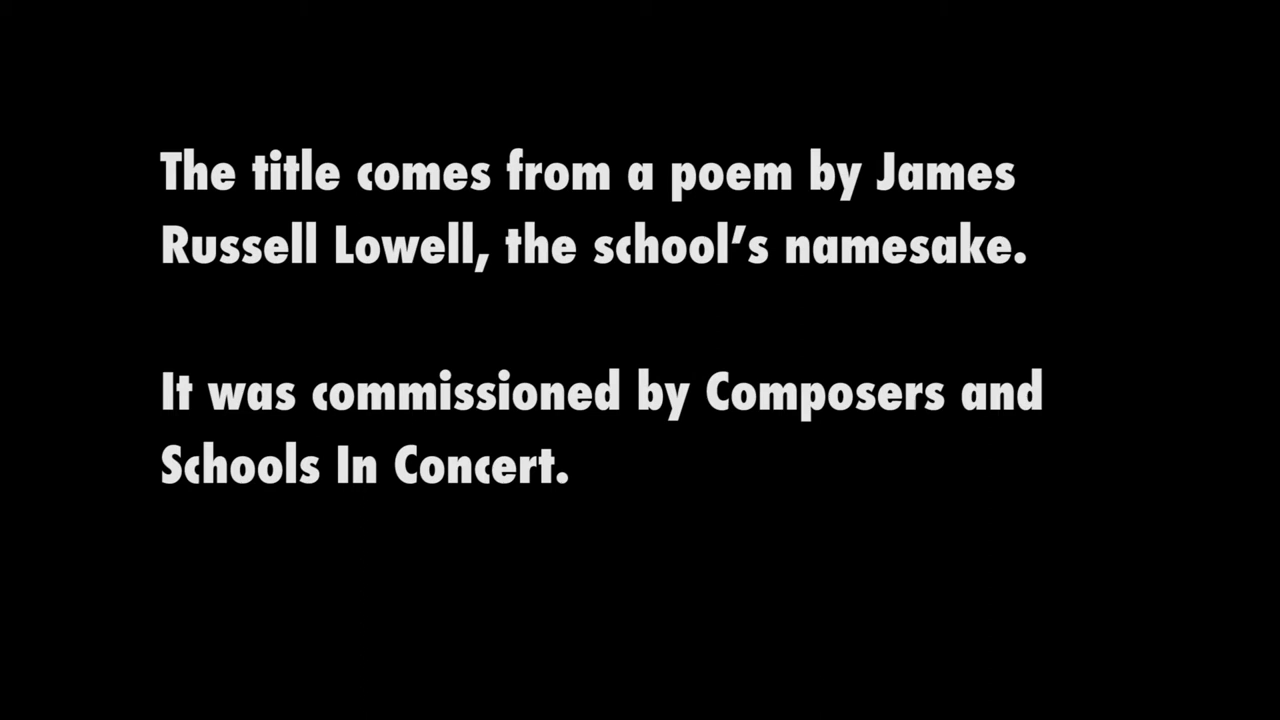 The title comes from a poem by James
Russell Lowell, the school’s namesake.
It was commissioned by Composers and
Schools In Concert.